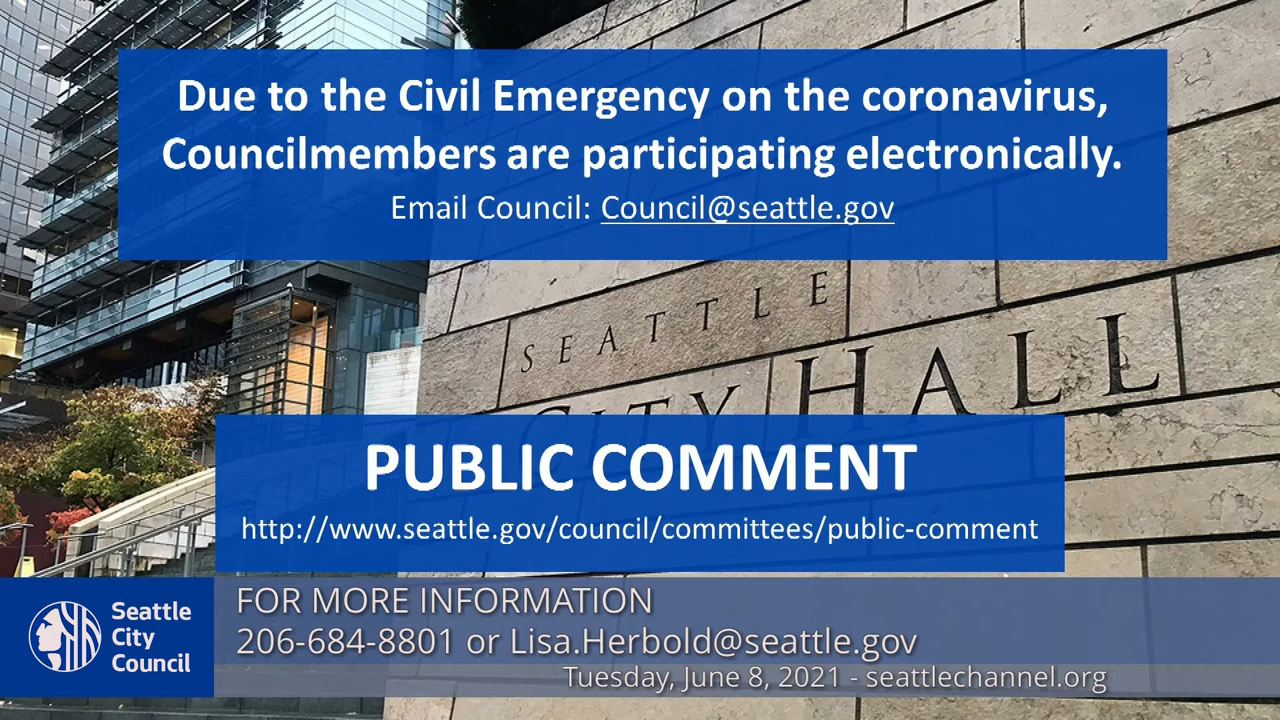 Due to the Civil Emergency on the coronavirus,
Councilmembers are participating electronically.
Email Council: Council@seattle.gov
SEATTLE
CITY HALL
PUBLIC COMMENT
http://www.seattle.gov/council/committees/public-comment
Seattle
City
Council
FOR MORE INFORMATION
206-684-8801 or Lisa.Herbold@seattle.gov
Tuesday, June 8, 2021 - seattlechannel.org